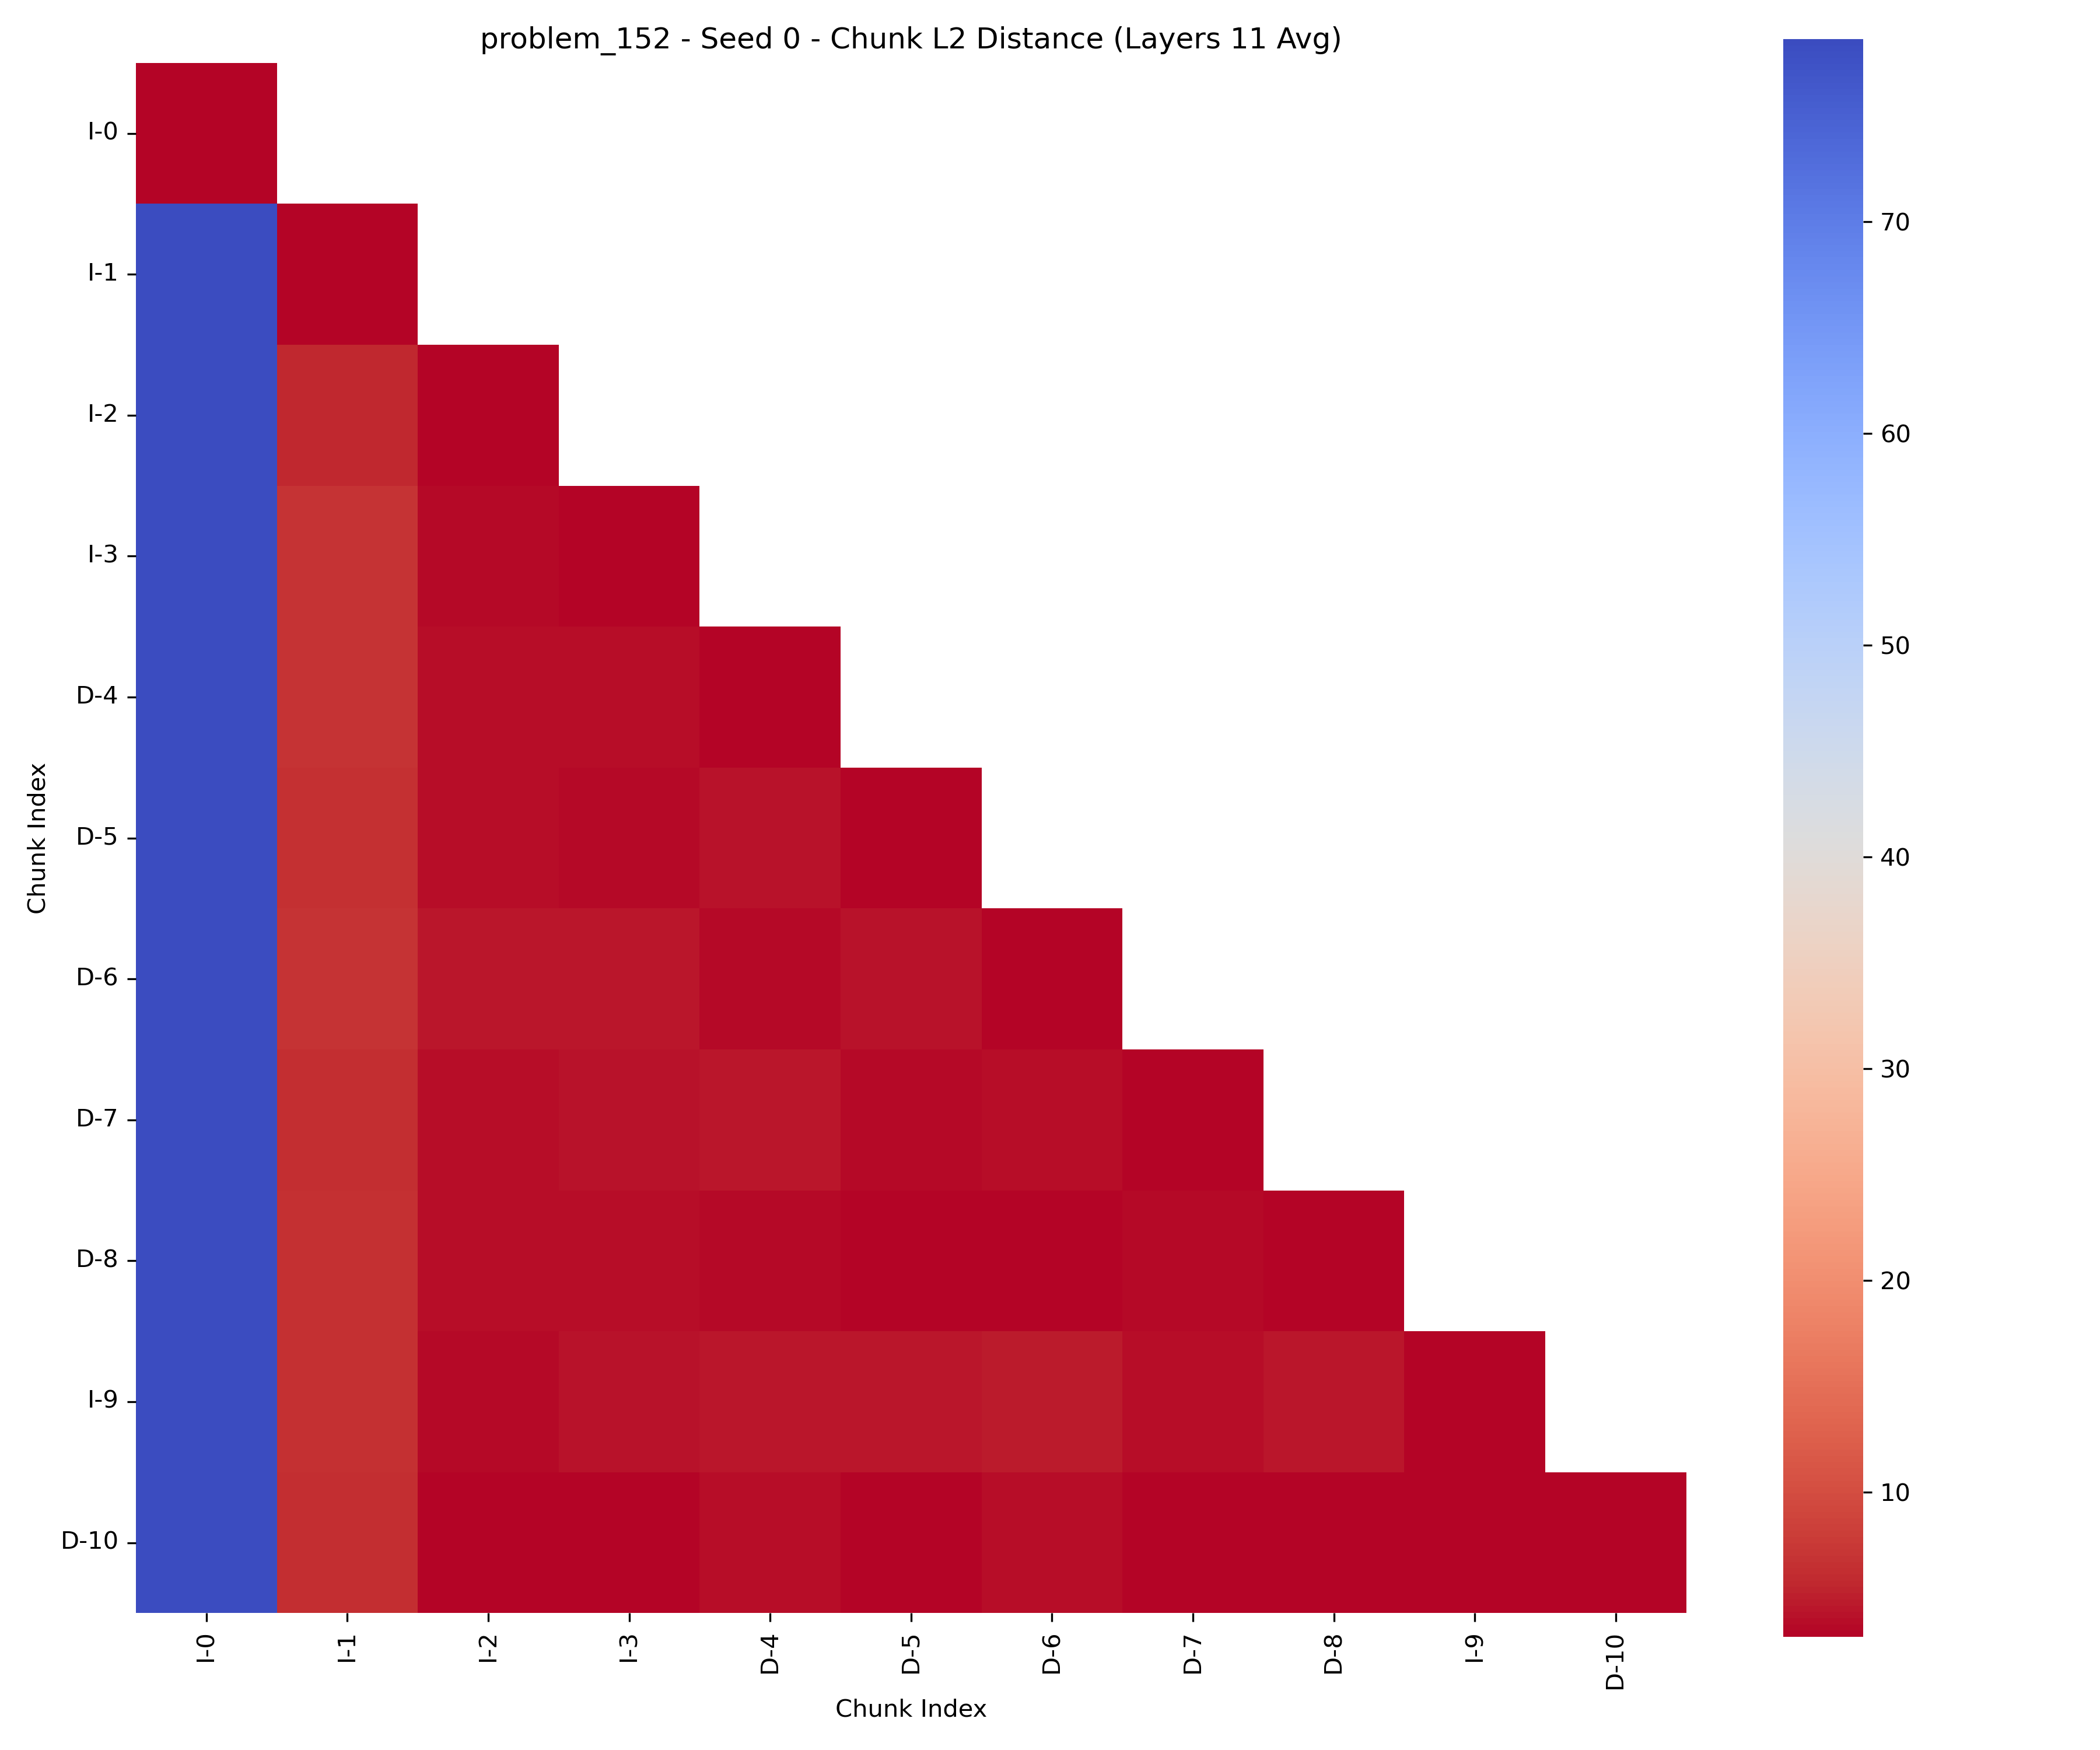 problem_152 - Seed 0 - Chunk L2 Distance (Layers 11 Avg)
I-0
I-1
I-2
I-3
D-4
D-5
D-6
D-7
D-8
I-9
D-10
Chunk Index
I-0
I-1
I-2
I-3
D-4
D-5
D-6
D-7
D-8
I-9
D-10
Chunk Index
70
60
50
40
30
20
10